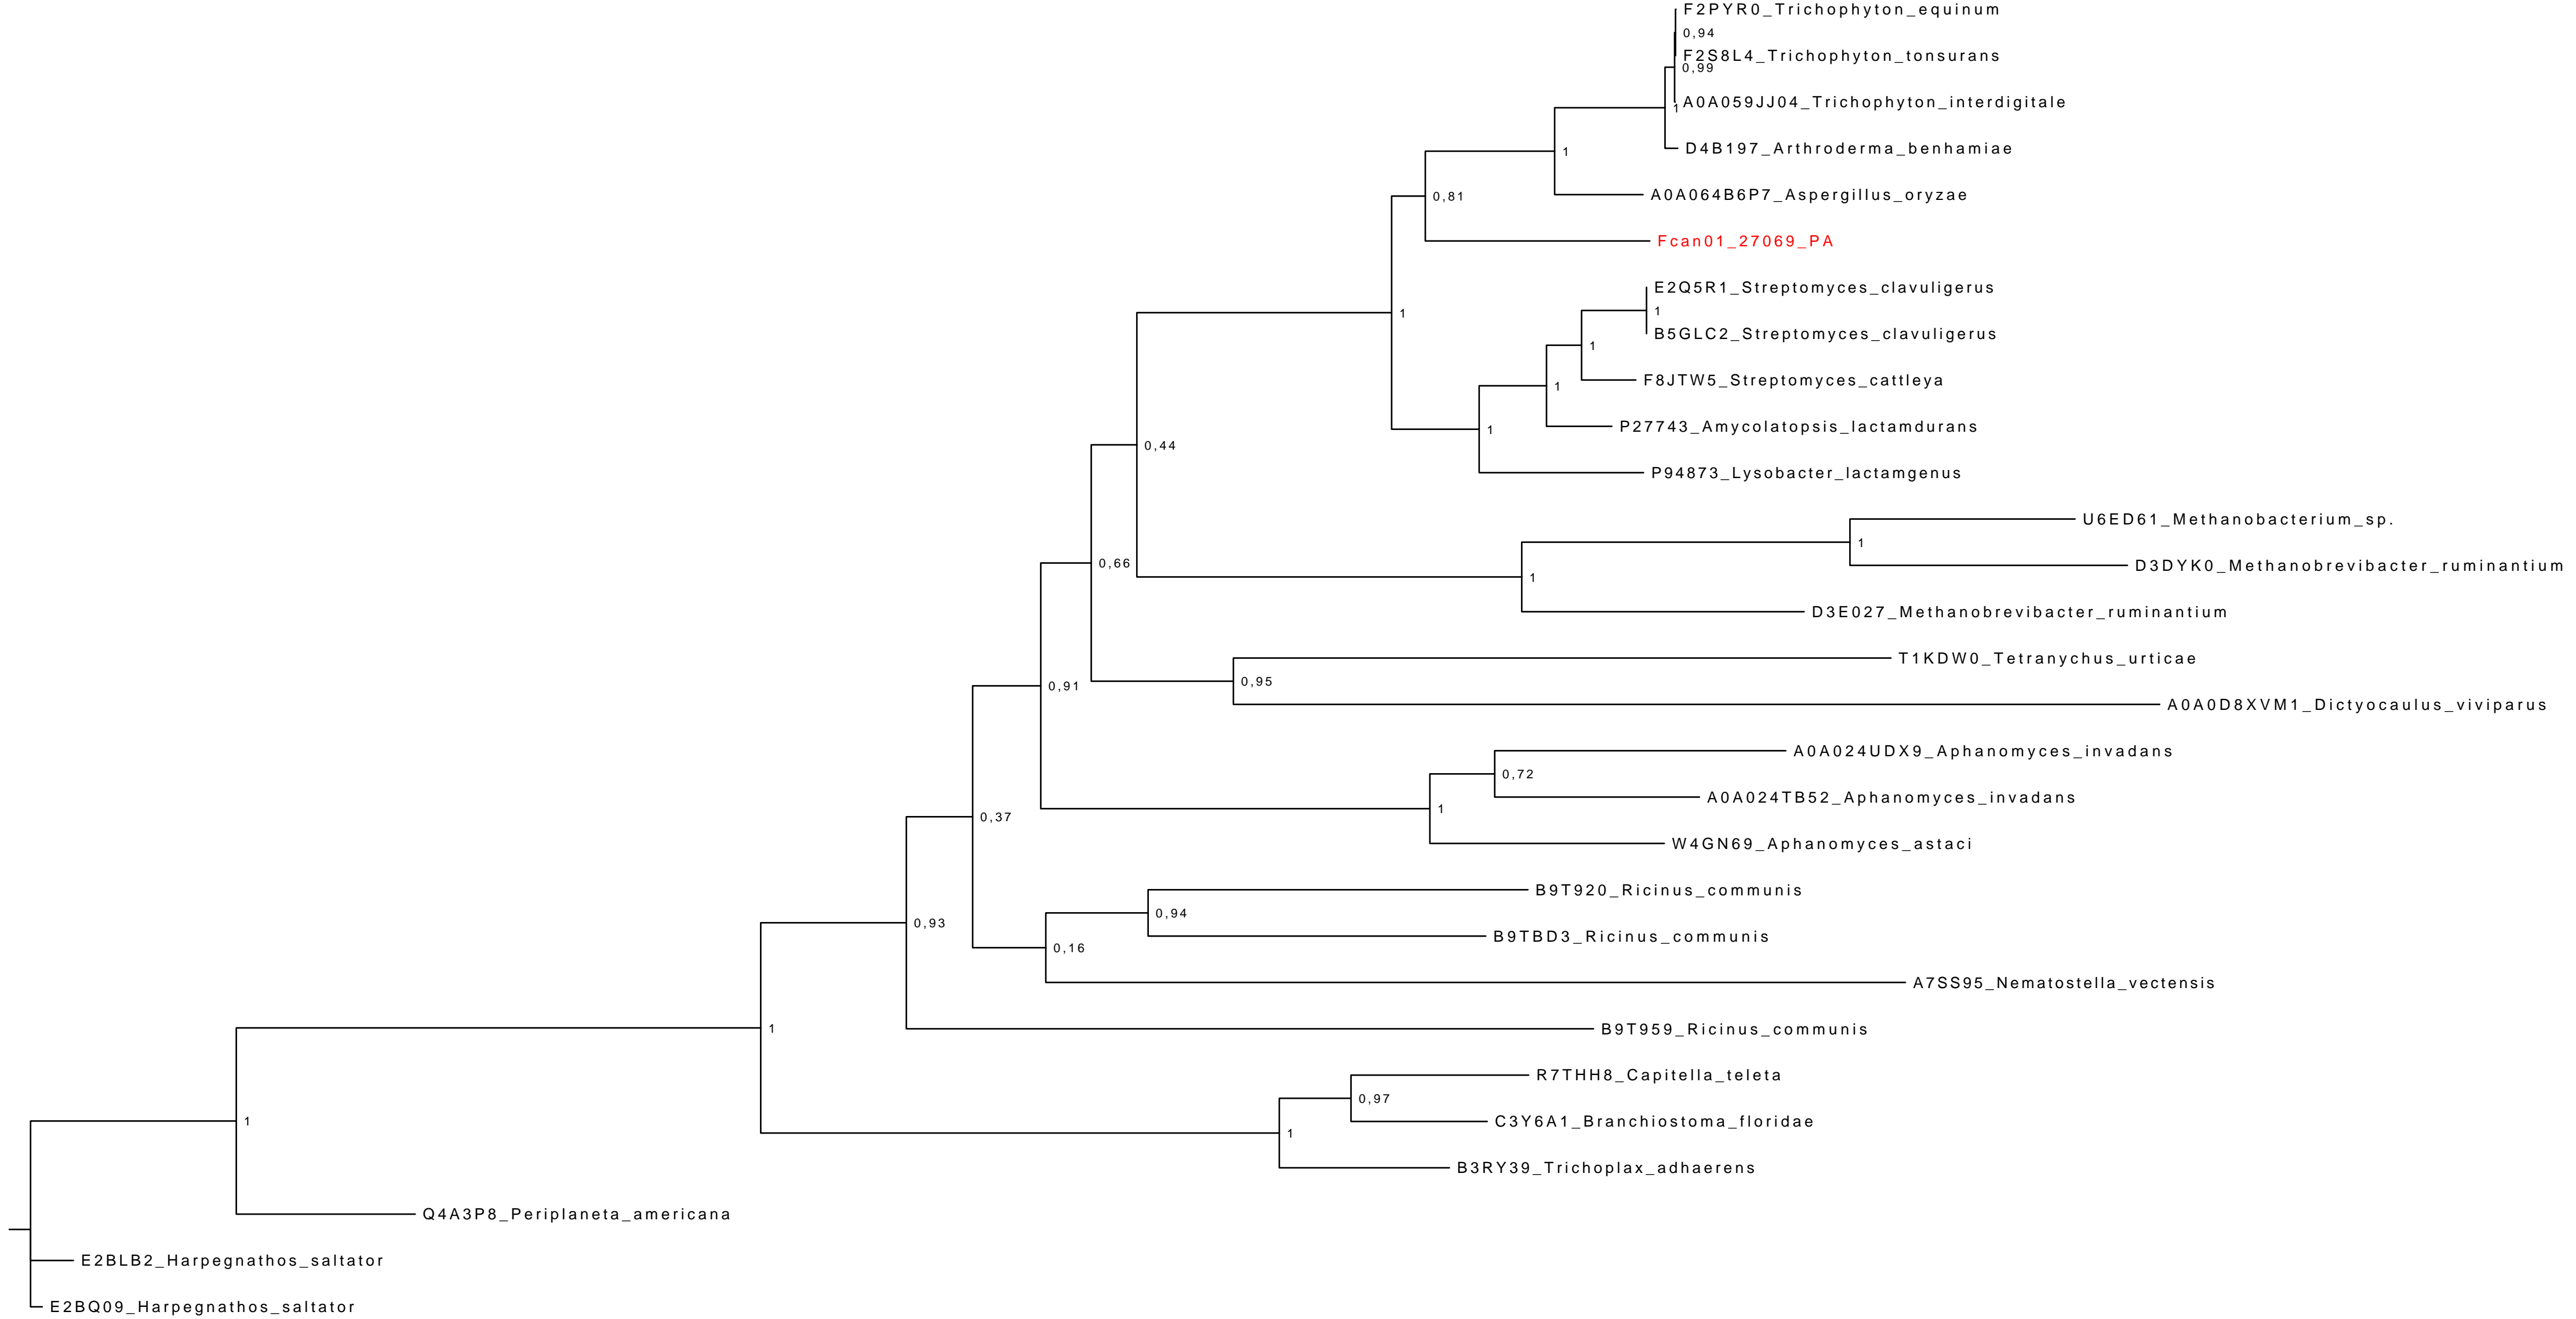 F2PYR0_Trichophyton_equinum
0,94
F2S8L4_Trichophyton_tonsurans
0,99
A0A059JJ04_Trichophyton_interdigitale
1
D4B197_Arthroderma_benhamiae
1
A0A064B6P7_Aspergillus_oryzae
0,81
Fcan01_27069_PA
E2Q5R1_Streptomyces_clavuligerus
1
1
B5GLC2_Streptomyces_clavuligerus
1
F8JTW5_Streptomyces_cattleya
1
P27743_Amycolatopsis_lactamdurans
1
0,44
P94873_Lysobacter_lactamgenus
U6ED61_Methanobacterium_sp.
1
0,66
D3DYK0_Methanobrevibacter_ruminantium
1
D3E027_Methanobrevibacter_ruminantium
T1KDW0_Tetranychus_urticae
0,95
0,91
A0A0D8XVM1_Dictyocaulus_viviparus
A0A024UDX9_Aphanomyces_invadans
0,72
A0A024TB52_Aphanomyces_invadans
1
0,37
W4GN69_Aphanomyces_astaci
B9T920_Ricinus_communis
0,94
0,93
B9TBD3_Ricinus_communis
0,16
A7SS95_Nematostella_vectensis
1
B9T959_Ricinus_communis
R7THH8_Capitella_teleta
0,97
1
C3Y6A1_Branchiostoma_floridae
1
B3RY39_Trichoplax_adhaerens
Q4A3P8_Periplaneta_americana
E2BLB2_Harpegnathos_saltator
E2BQ09_Harpegnathos_saltator